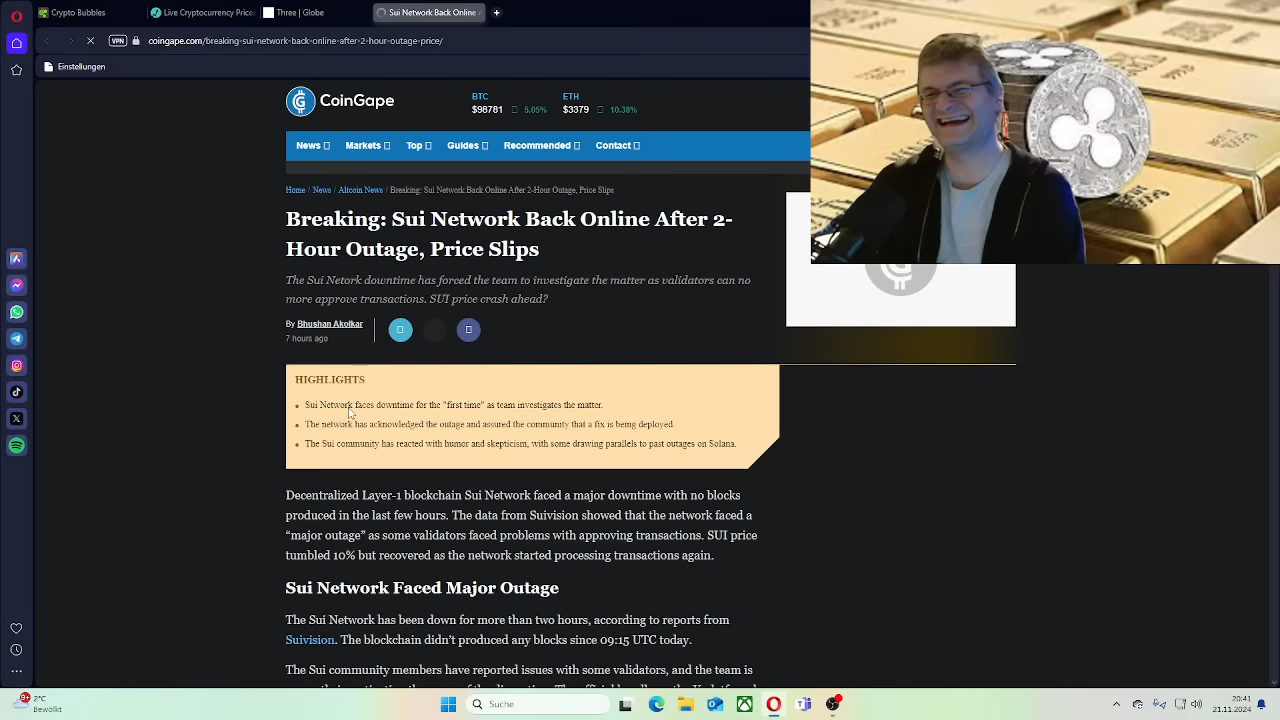 Crypto Bubbles
Live Cryptocurrency Price
Three | Globe
Sui Network Back Online
VPN
coingape.com/breaking-sui-network-back-online-after-2-hour-outage-price/
Einstellungen
CoinGape
BTC
ETH
$98781
5.05%
$3379
10.38%
News
Markets
Top
Guides
Recommended
Contact
Home / News / Altcoin News / Breaking: Sui Network Back Online After 2-Hour Outage, Price Slips
Breaking: Sui Network Back Online After 2-
Hour Outage, Price Slips
The Sui Netork downtime has forced the team to investigate the matter as validators can no
more approve transactions. SUI price crash ahead?
By Bhushan Akolkar
7 hours ago
HIGHLIGHTS
Sui Network faces downtime for the "first time" as team investigates the matter.
The network has acknowledged the outage and assured the community that a fix is being deployed.
The Sui community has reacted with humor and skepticism, with some drawing parallels to past outages on Solana.
Decentralized Layer-1 blockchain Sui Network faced a major downtime with no blocks
produced in the last few hours. The data from Suivision showed that the network faced a
“major outage” as some validators faced problems with approving transactions. SUI price
tumbled 10% but recovered as the network started processing transactions again.
Sui Network Faced Major Outage
The Sui Network has been down for more than two hours, according to reports from
Suivision. The blockchain didn’t produced any blocks since 09:15 UTC today.
The Sui community members have reported issues with some validators, and the team is
9+
2°C
Bewölkt
Suche
20:41
21.11.2024